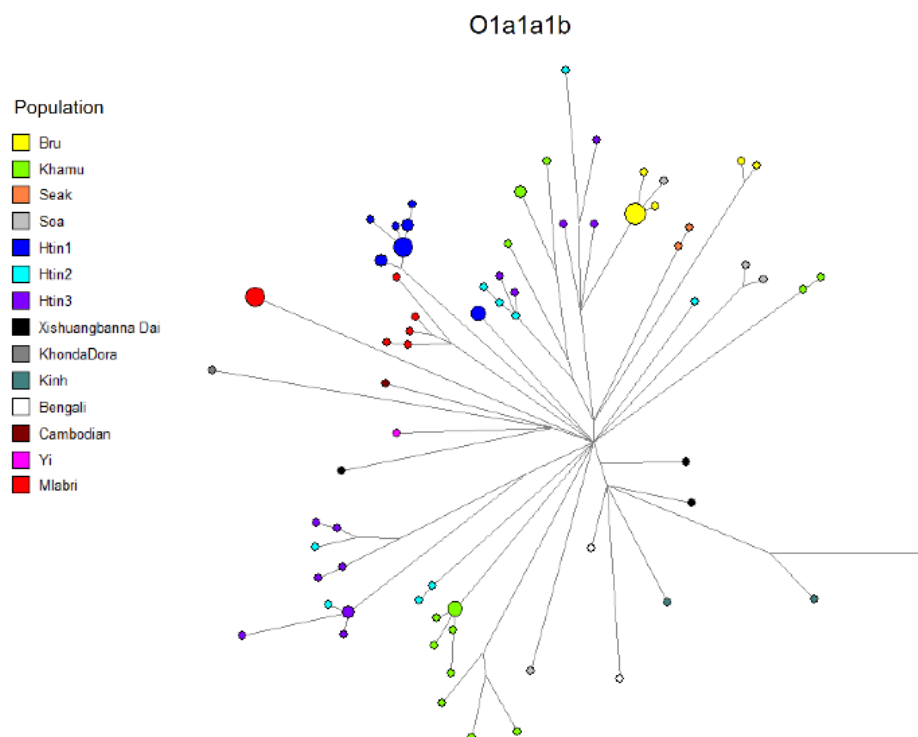 O1a1a1b
Population
Bru
Khamu
Seak
Soa
Htin1
Htin2
Htin3
Xishuangbanna Dai
KhondaDora
Kinh
Bengali
Cambodian
Yi
Mlabri